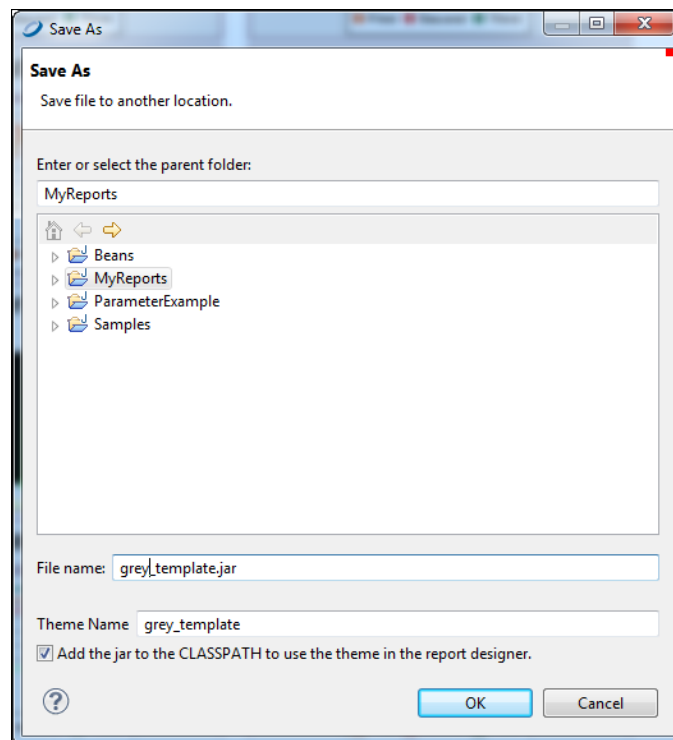 Save As
Save As
Save file to another location.
Enter or select the parent folder:
MyReports
Beans
MyReports
ParameterExample
Samples
File name: grey_template.jar
Theme Name grey_template
Add the jar to the CLASSPATH to use the theme in the report designer.
OK Cancel